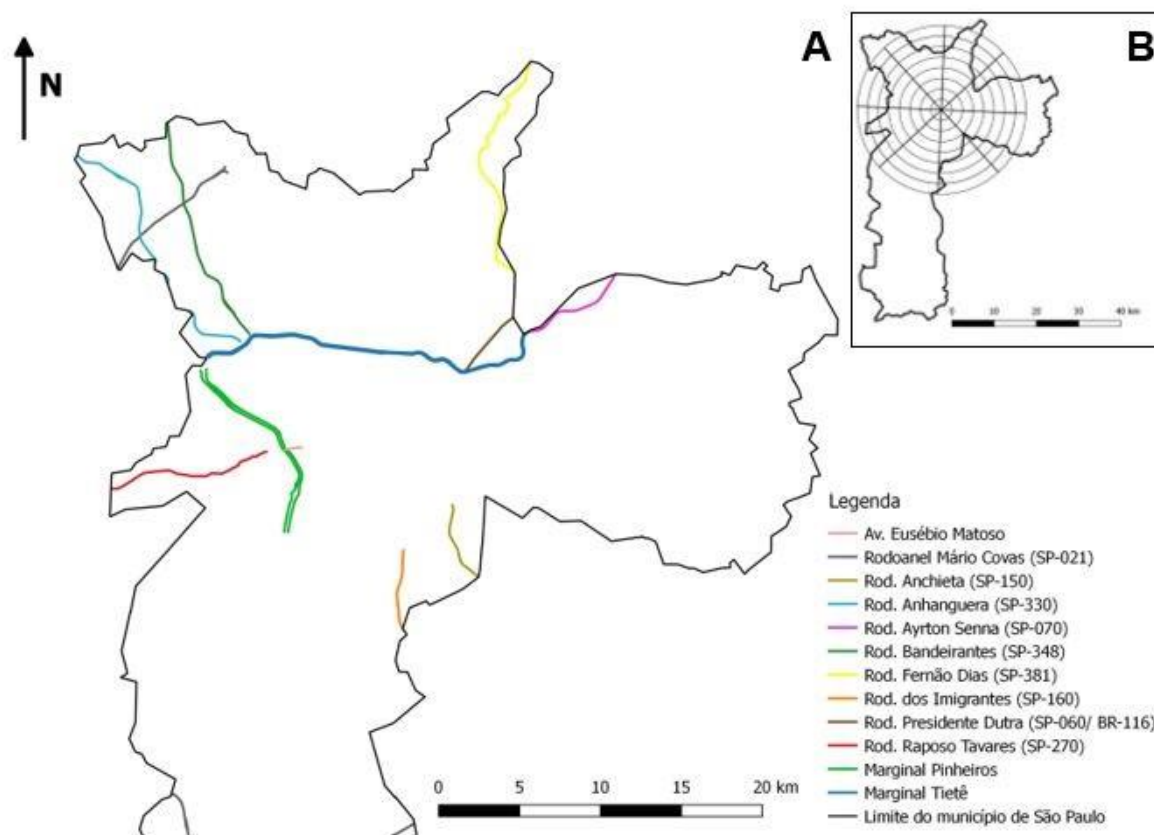 N
A
B
0 10 20 30 40 km
Legenda
Av. Eusébio Matoso
Rodoanel Mário Covas (SP-021)
Rod. Anchieta (SP-150)
Rod. Anhanguera (SP-330)
Rod. Ayrton Senna (SP-070)
Rod. Bandeirantes (SP-348)
Rod. Fernão Dias (SP-381)
Rod. dos Imigrantes (SP-160)
Rod. Presidente Dutra (SP-060/ BR-116)
Rod. Raposo Tavares (SP-270)
Marginal Pinheiros
Marginal Tietê
Limite do município de São Paulo
0 5 10 15 20 km